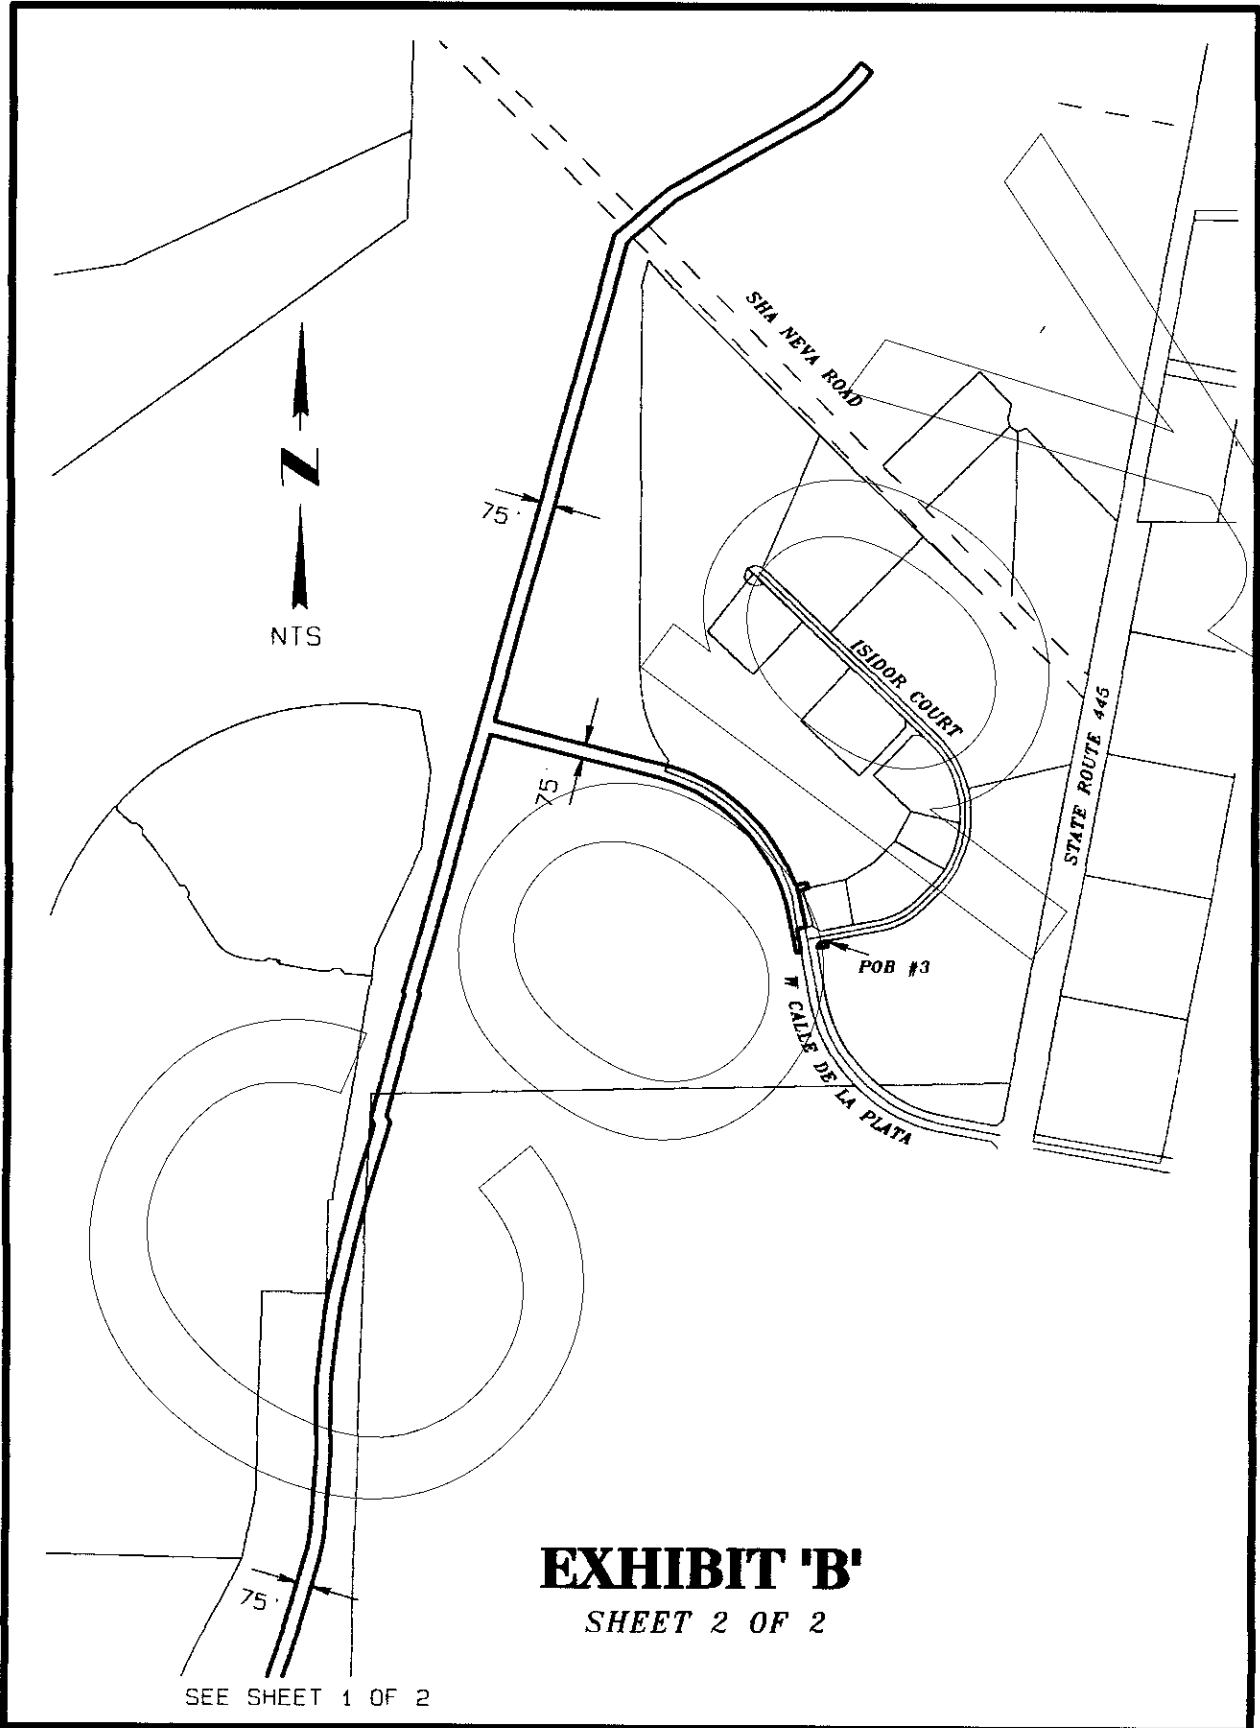 SHA NEVA ROAD
75'
N
NTS
ISIDOR COURT
STATE ROUTE 445
75'
POB #3
W CALLE DE LA PLATA
EXHIBIT 'B'
SHEET 2 OF 2
75'
SEE SHEET 1 OF 2